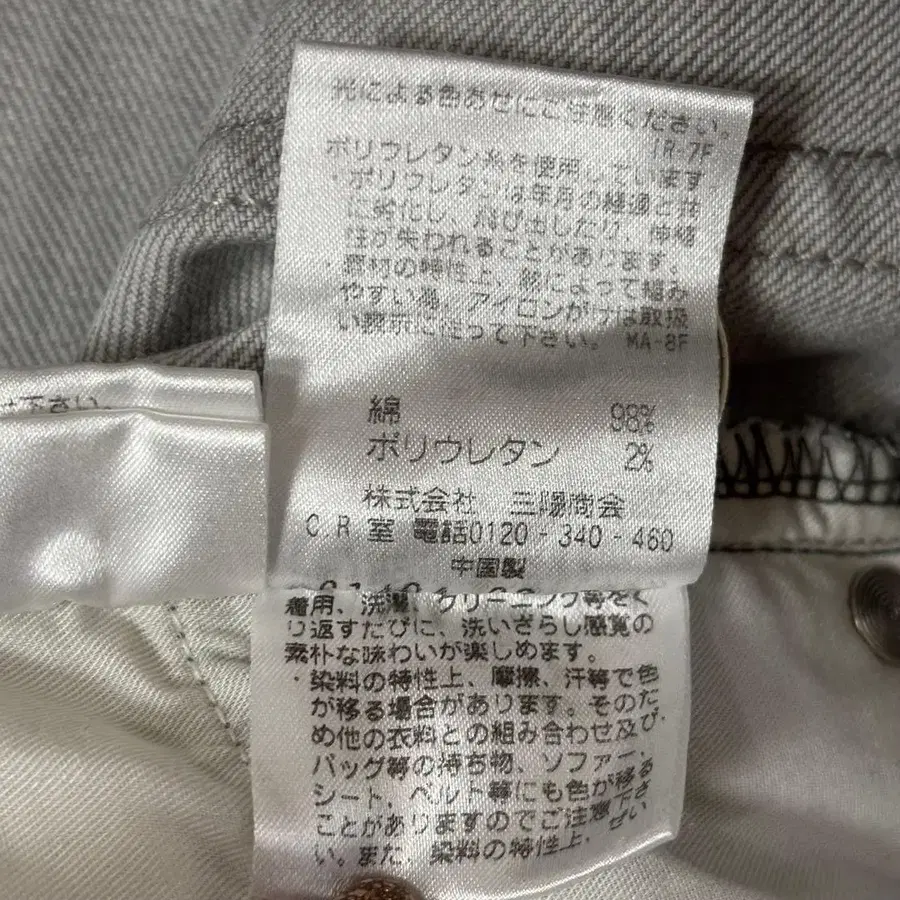 光による色あせにご注意ください。
IR-7F
ポリウレタン糸を使用しています
・ポリウレタンは年月の経過と共
に劣化し、飛び出したり、伸縮
性が失われることがあります。
・素材の特性上、熱によって縮み
やすい為、アイロンがけは取扱
い表示に従って下さい。 MA-8F
綿 98%
ポリウレタン 2%
株式会社 三陽商会
C.R室 電話0120-340-460
中国製
下さい。
着用、洗濯、クリーニング等をく
り返すたびに、洗いざらし感覚の
素朴な味わいが楽しめます。
・染料の特性上、摩擦、汗等で色
が移る場合があります。そのた
め他の衣料との組み合わせ及び、
バッグ等の持ち物、ソファー、
シート、ベルト等にも色が移る
ことがありますのでご注意下さ
い。また、染料の特性上、ぜい